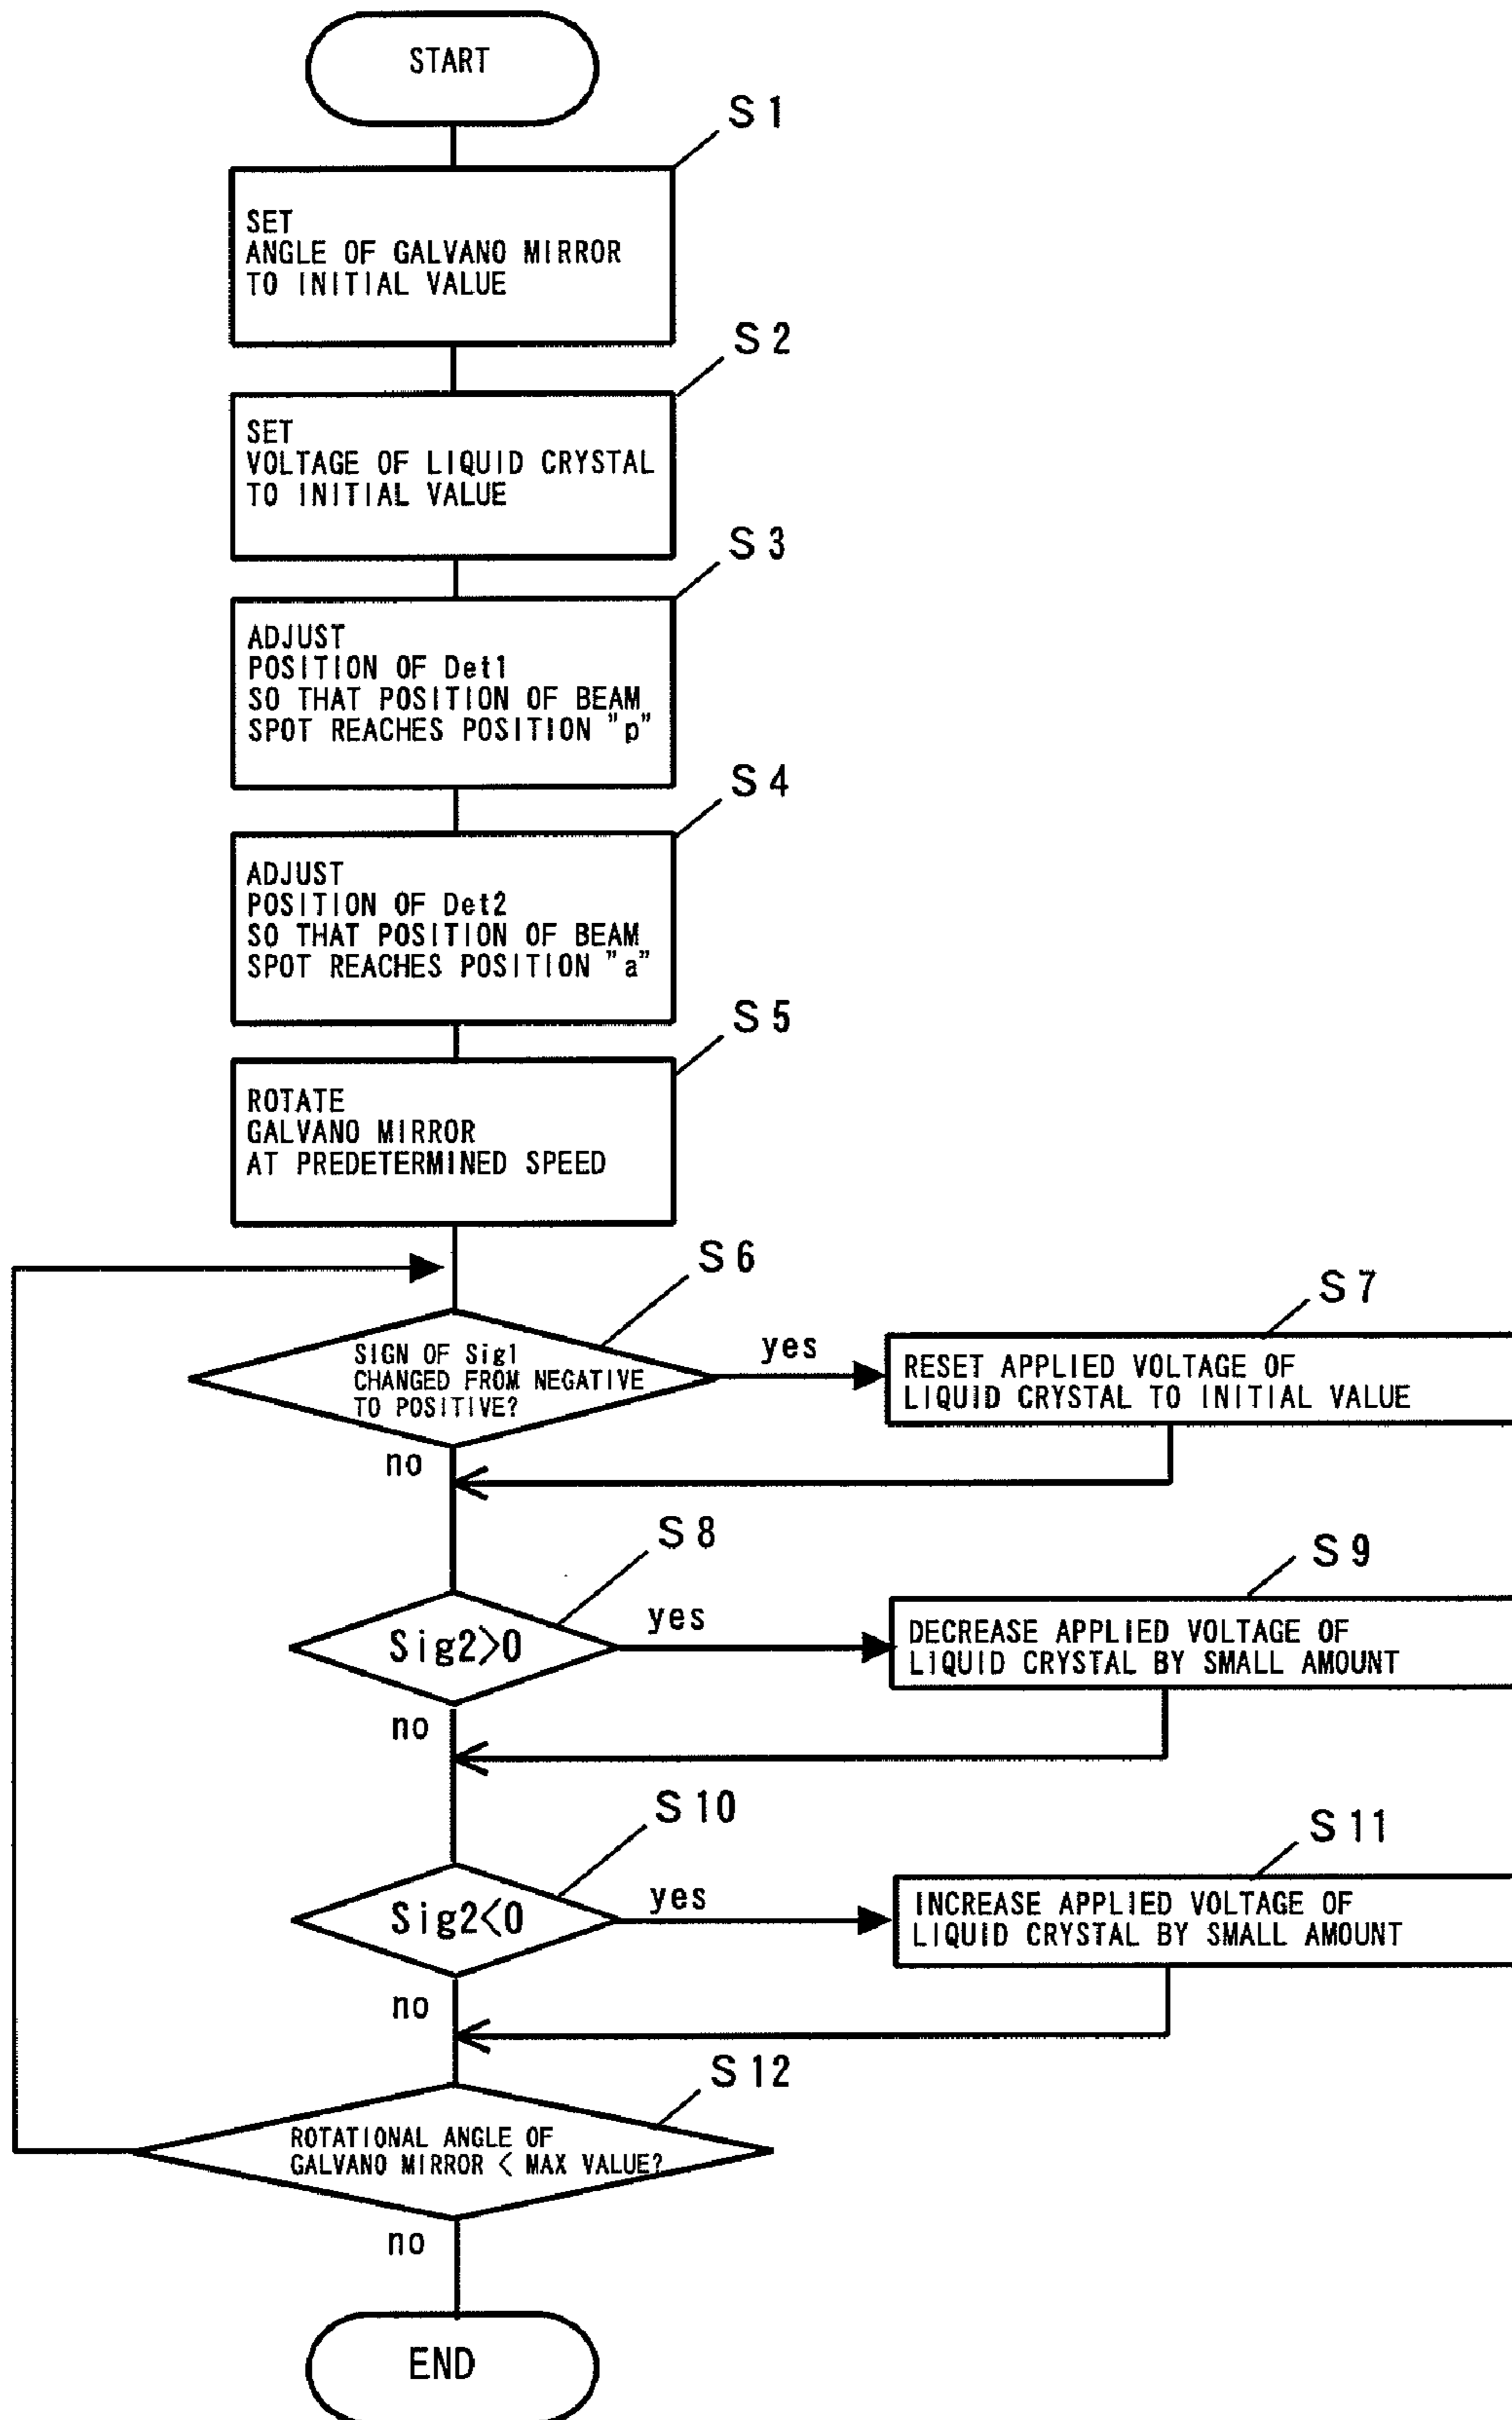 START
S1
SET
ANGLE OF GALVANO MIRROR
TO INITIAL VALUE
S2
SET
VOLTAGE OF LIQUID CRYSTAL
TO INITIAL VALUE
S3
ADJUST
POSITION OF Det1
SO THAT POSITION OF BEAM
SPOT REACHES POSITION "p"
S4
ADJUST
POSITION OF Det2
SO THAT POSITION OF BEAM
SPOT REACHES POSITION "a"
S5
ROTATE
GALVANO MIRROR
AT PREDETERMINED SPEED
S6
SIGN OF Sig1
CHANGED FROM NEGATIVE
TO POSITIVE?
yes
S7
RESET APPLIED VOLTAGE OF
LIQUID CRYSTAL TO INITIAL VALUE
no
S8
Sig2>0
yes
S9
DECREASE APPLIED VOLTAGE OF
LIQUID CRYSTAL BY SMALL AMOUNT
no
S10
Sig2<0
yes
S11
INCREASE APPLIED VOLTAGE OF
LIQUID CRYSTAL BY SMALL AMOUNT
no
S12
ROTATIONAL ANGLE OF
GALVANO MIRROR < MAX VALUE?
no
END